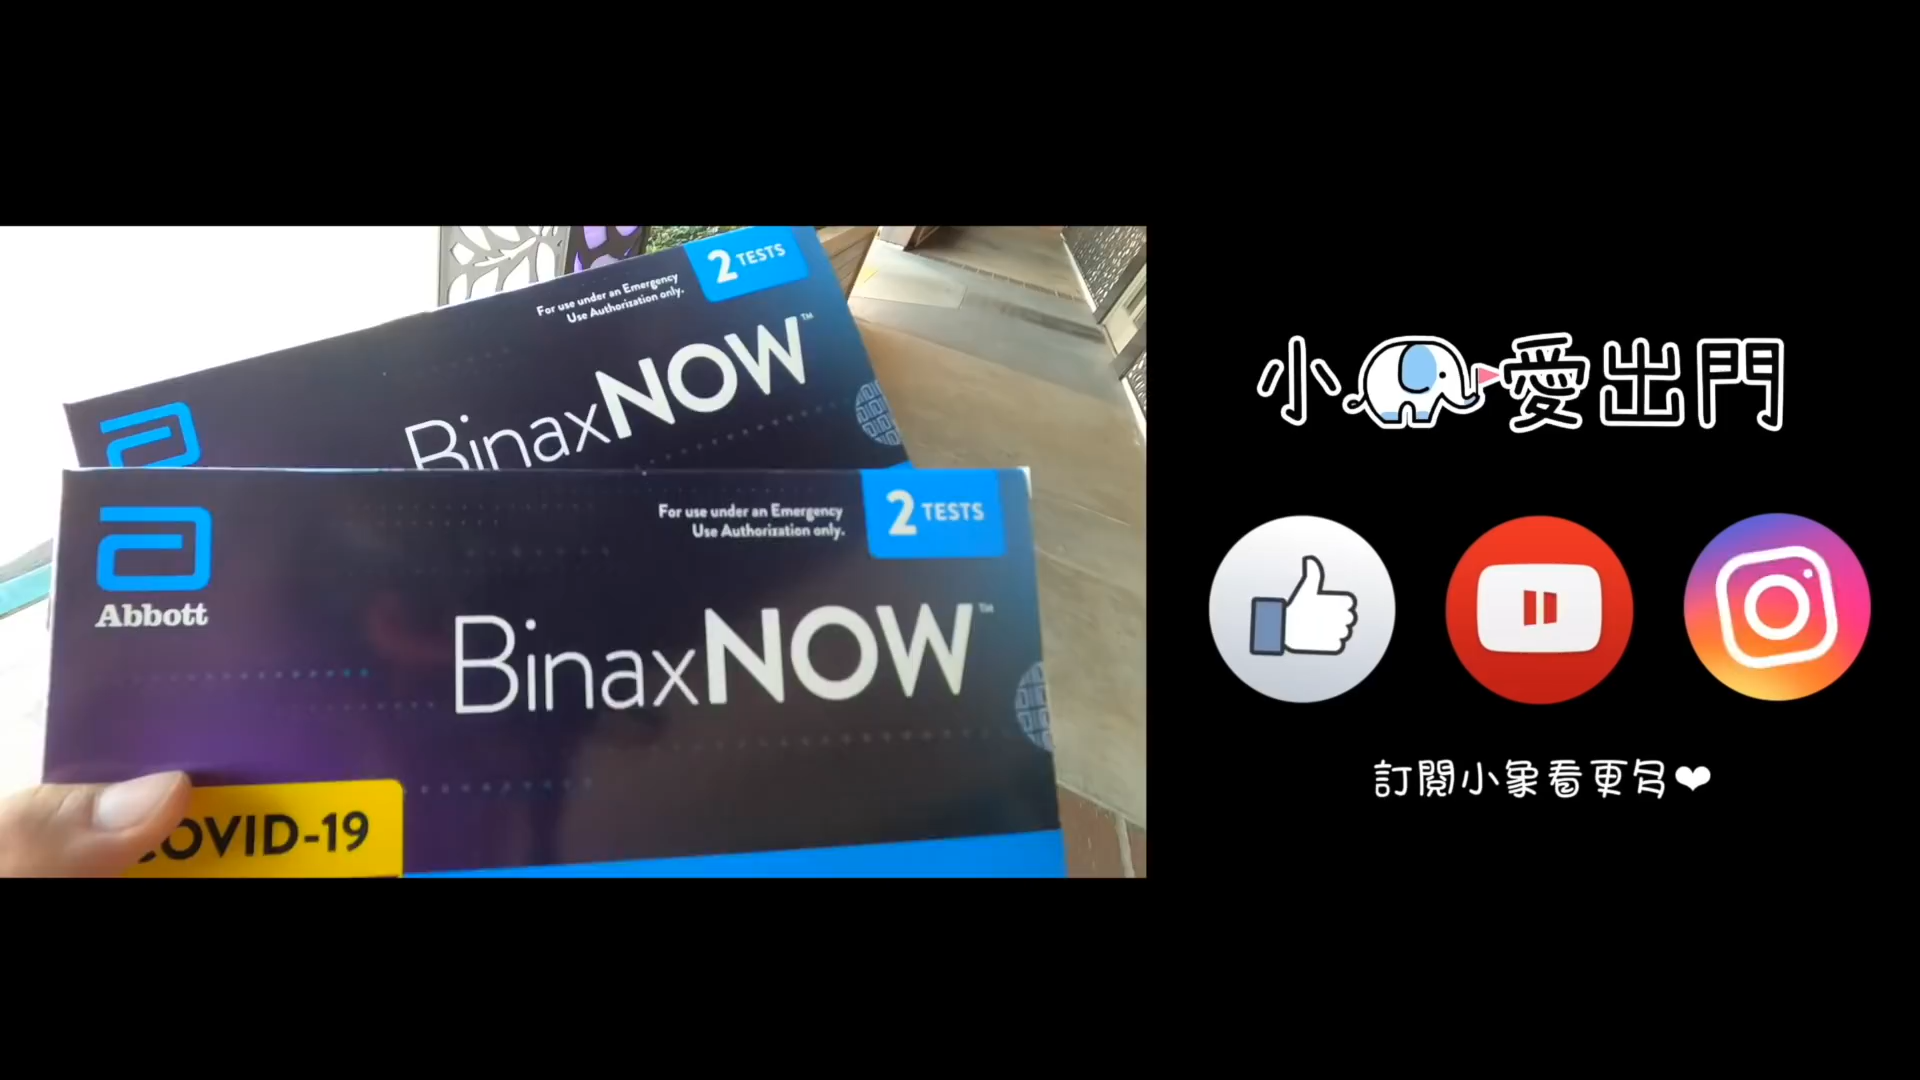 2 TESTS
For use under an Emergency
Use Authorization only.
BinaxNOW™
2 TESTS
For use under an Emergency
Use Authorization only.
Abbott
BinaxNOW™
OVID-19
小愛出門
訂閱小象看更多❤